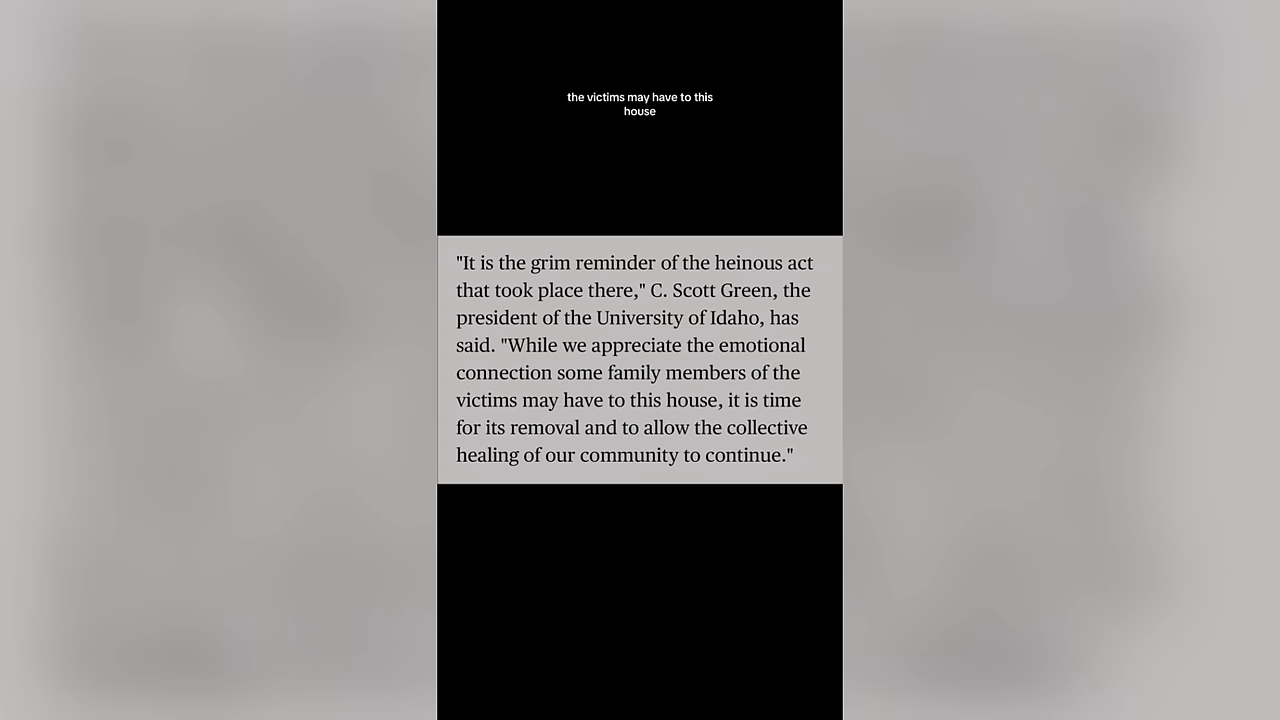 the victims may have to this
house
"It is the grim reminder of the heinous act
that took place there," C. Scott Green, the
president of the University of Idaho, has
said. "While we appreciate the emotional
connection some family members of the
victims may have to this house, it is time
for its removal and to allow the collective
healing of our community to continue."